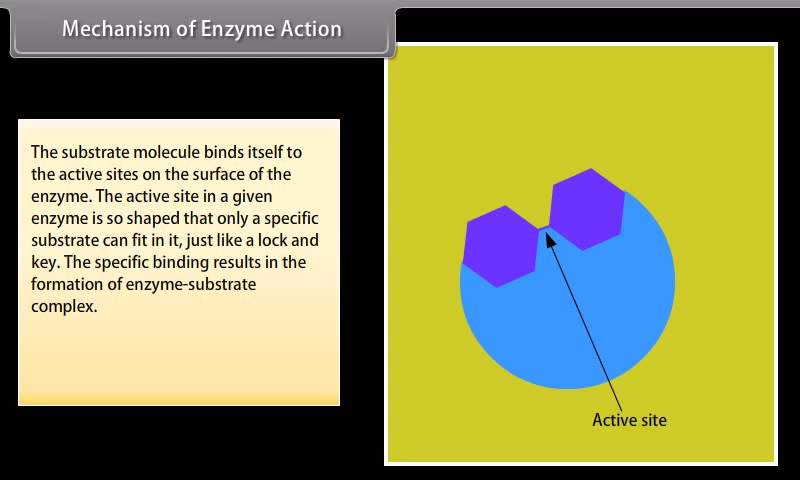 Mechanism of Enzyme Action
The substrate molecule binds itself to
the active sites on the surface of the
enzyme. The active site in a given
enzyme is so shaped that only a specific
substrate can fit in it, just like a lock and
key. The specific binding results in the
formation of enzyme-substrate
complex.
Active site